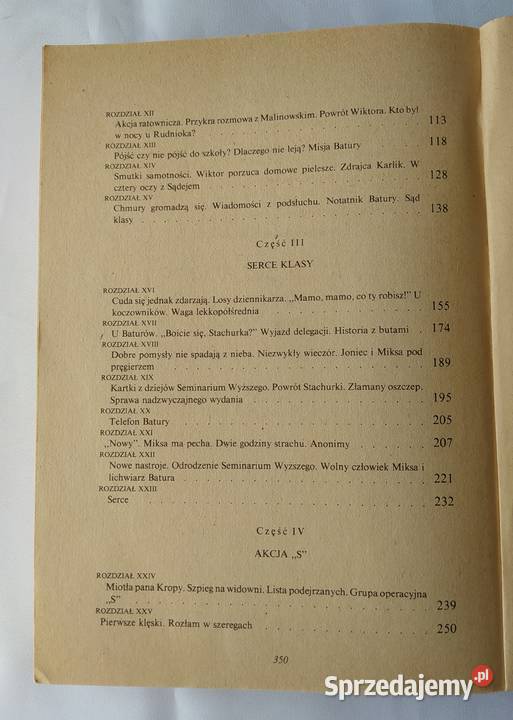 ROZDZIAŁ XII
Akcja ratownicza. Przykra rozmowa z Malinowskim. Powrót Wiktora. Kto był
w nocy u Rudnioka? 113
ROZDZIAŁ XIII
Pójść czy nie pójść do szkoły? Dlaczego nie leją? Misja Batury 118
ROZDZIAŁ XIV
Smutki samotności. Wiktor porzuca domowe pielesze. Zdrajca Karlik. W
cztery oczy z Sądejem 128
ROZDZIAŁ XV
Chmury gromadzą się. Wiadomości z podsłuchu. Notatnik Batury. Sąd
klasy 138
Część III
SERCE KLASY
ROZDZIAŁ XVI
Cuda się jednak zdarzają. Losy dziennikarza. „Mamo, mamo, co ty robisz!” U
koczowników. Waga lekkopółśrednia 155
ROZDZIAŁ XVII
U Baturów. „Boicie się, Stachurka?” Wyjazd delegacji. Historia z butami 174
ROZDZIAŁ XVIII
Dobre pomysły nie spadają z nieba. Niezwykły wieczór. Joniec i Miksa pod
pręgierzem 189
ROZDZIAŁ XIX
Kartki z dziejów Seminarium Wyższego. Powrót Stachurki. Złamany oszczep.
Sprawa nadzwyczajnego wydania 195
ROZDZIAŁ XX
Telefon Batury 205
ROZDZIAŁ XXI
„Nowy”. Miksa ma pecha. Dwie godziny strachu. Anonimy 207
ROZDZIAŁ XXII
Nowe nastroje. Odrodzenie Seminarium Wyższego. Wolny człowiek Miksa i
lichwiarz Batura 221
ROZDZIAŁ XXIII
Serce 232
Część IV
AKCJA „S”
ROZDZIAŁ XXIV
Miotła pana Kropy. Szpieg na widowni. Lista podejrzanych. Grupa operacyjna
„S” 239
ROZDZIAŁ XXV
Pierwsze klęski. Rozłam w szeregach 250
350
Sprzedajemy.pl